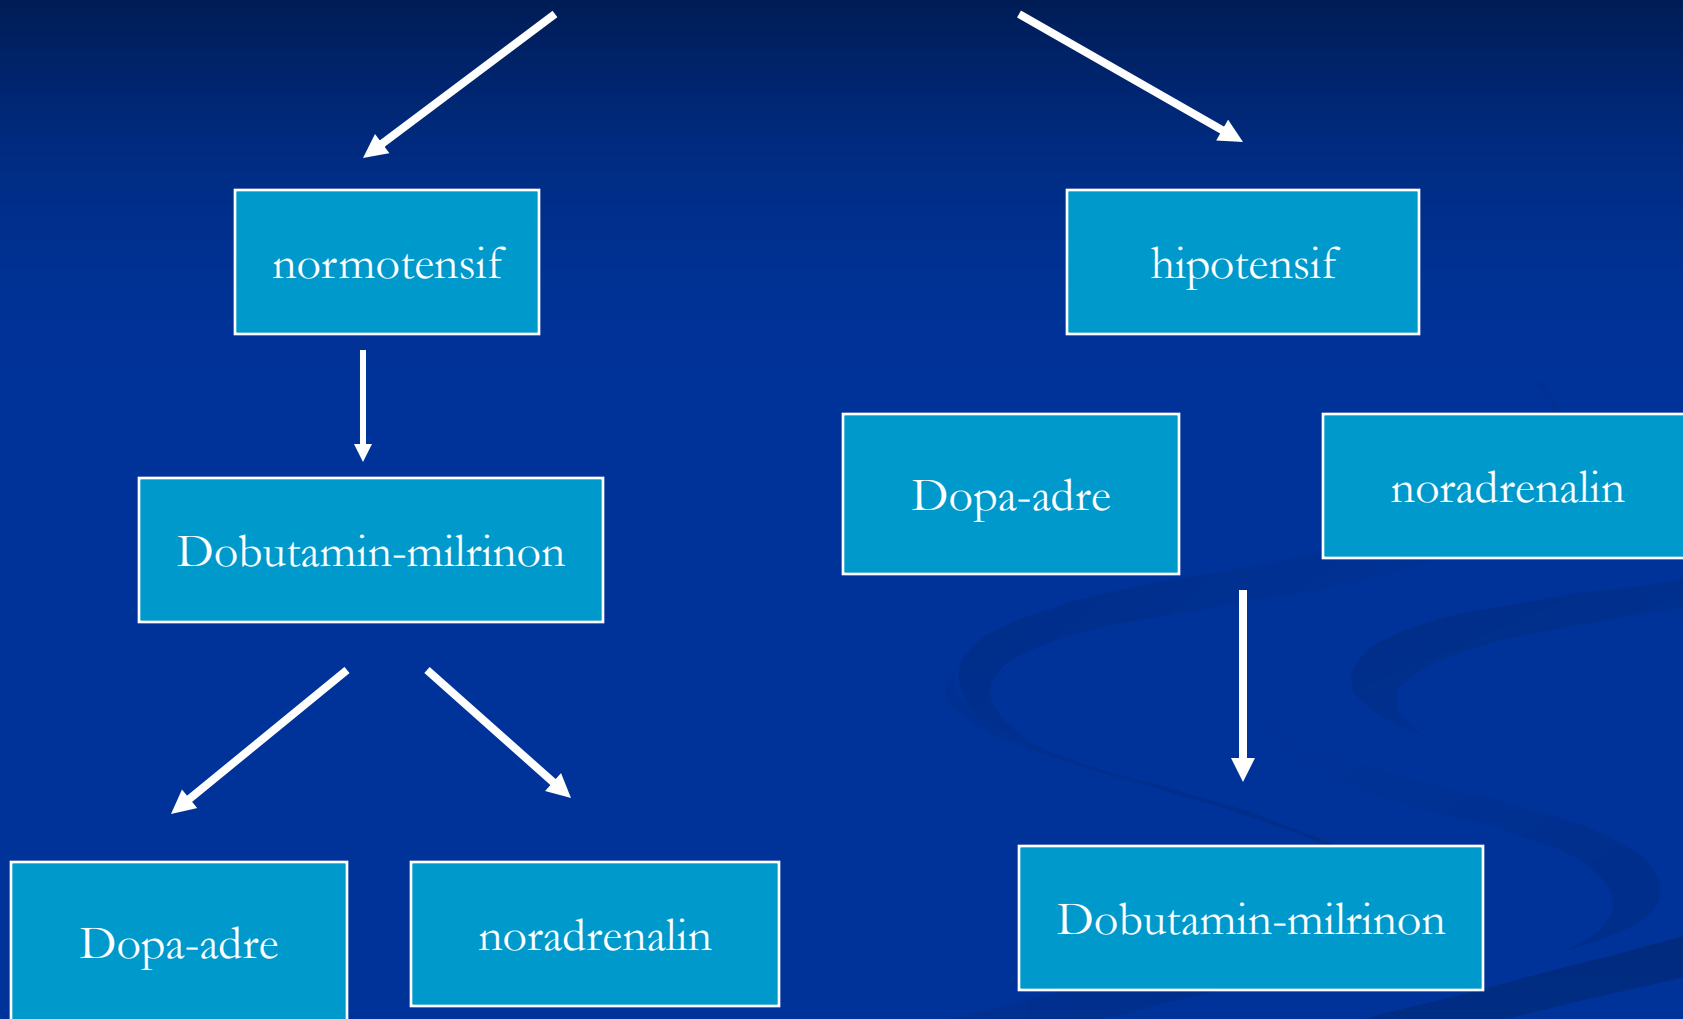 normotensif
hipotensif
Dopa-adre
noradrenalin
Dobutamin-milrinon
Dopa-adre
noradrenalin
Dobutamin-milrinon